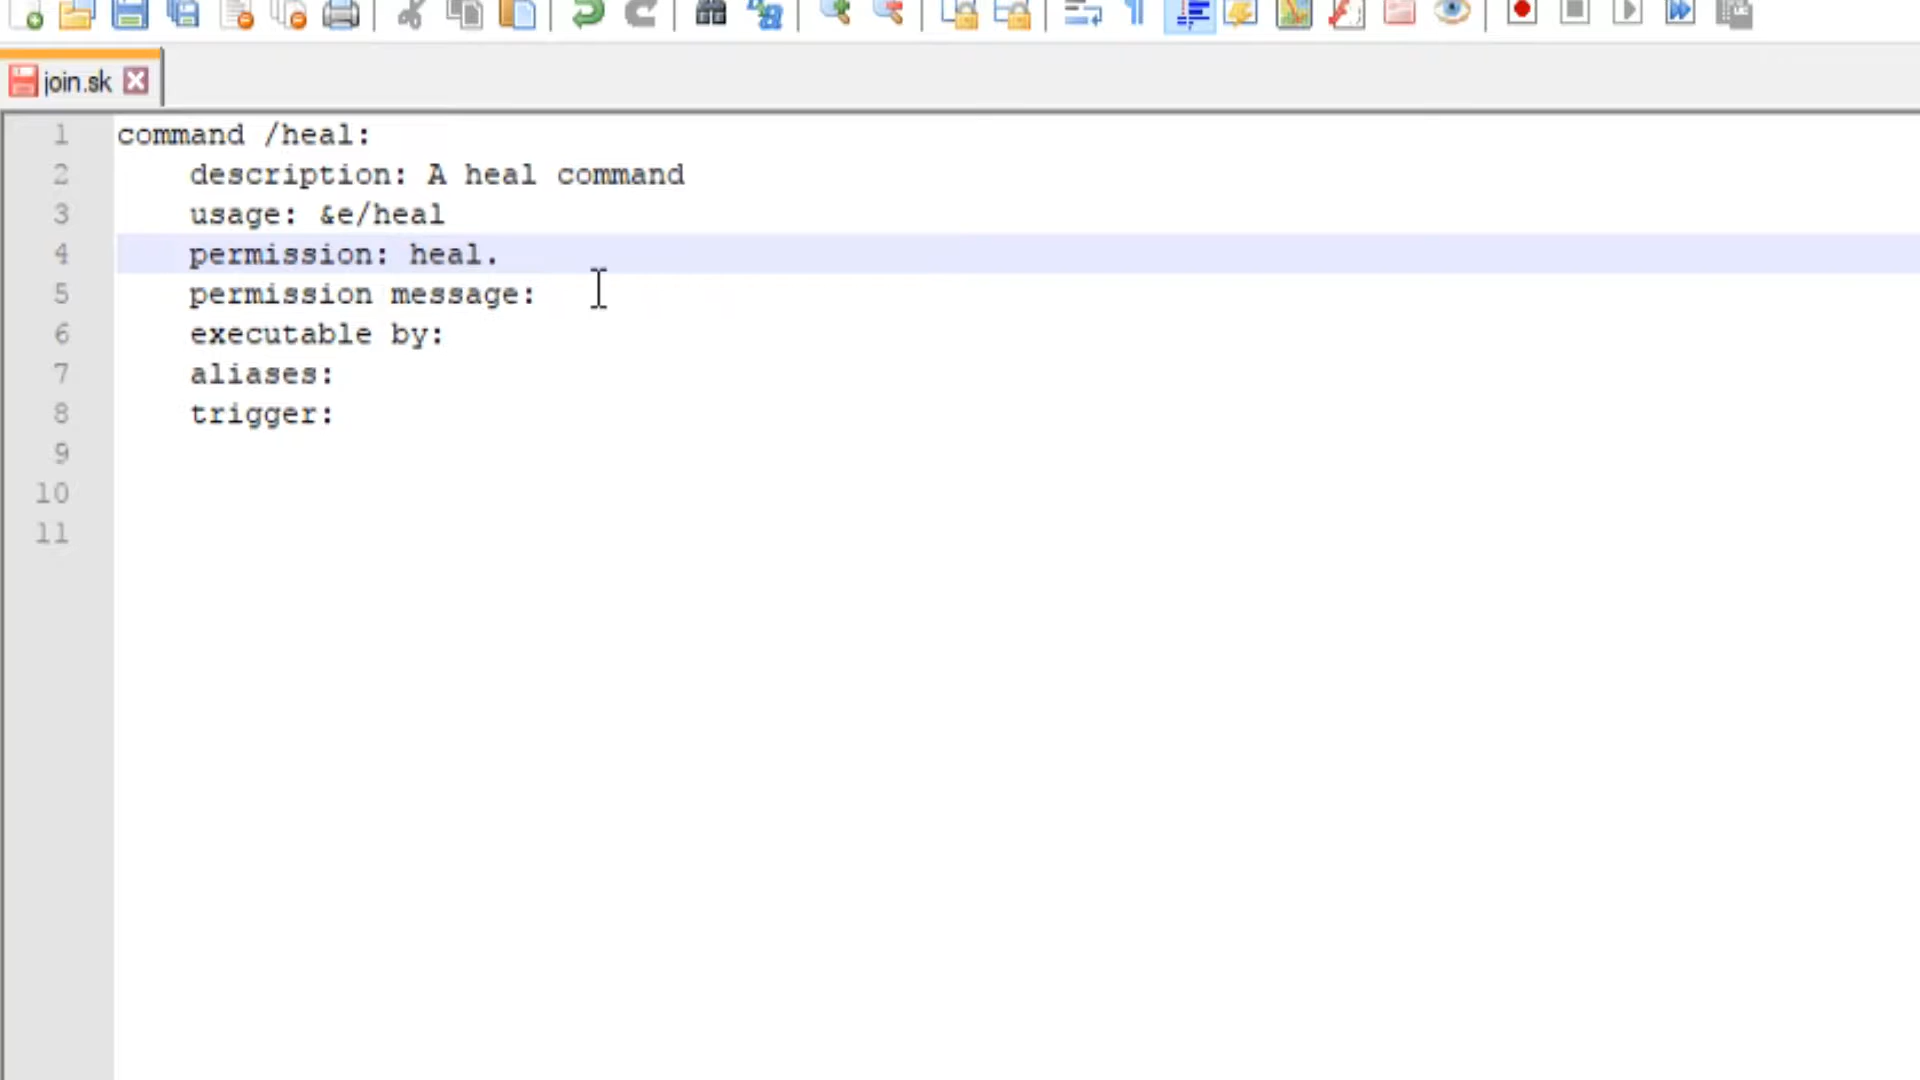 join.sk
1 command /heal:
2 description: A heal command
3 usage: &e/heal
4 permission: heal.
5 permission message:
6 executable by:
7 aliases:
8 trigger:
9
10
11